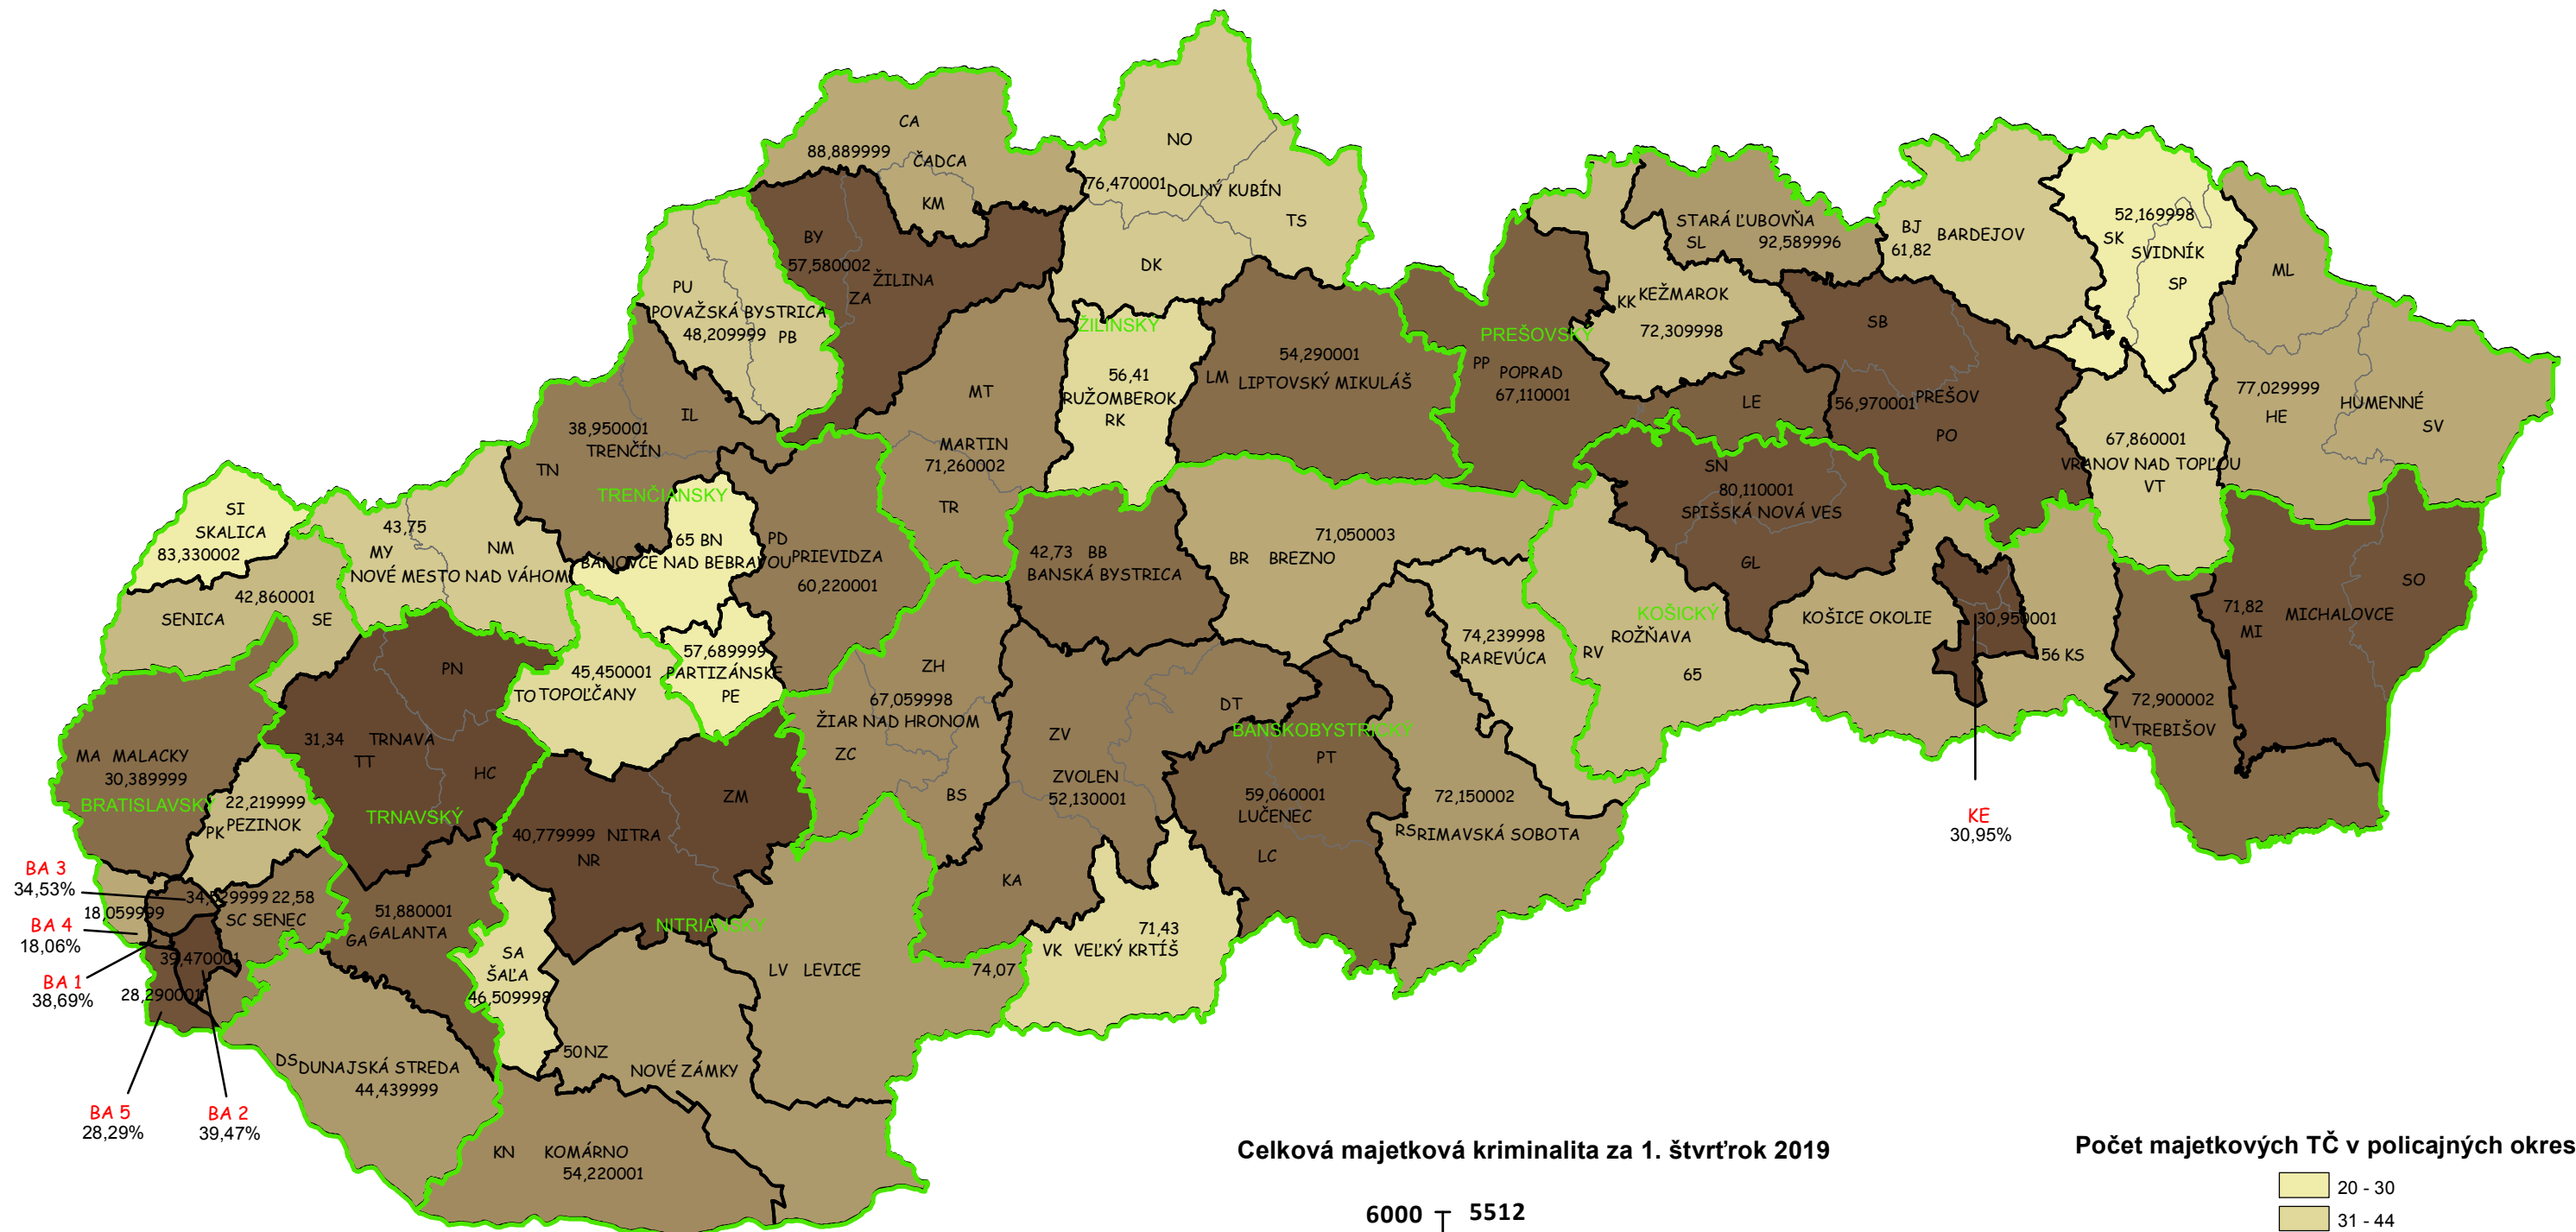 CA
88,889999
ČADCA
KM
NO
76,470001
DOLNÝ KUBÍN
TS
DK
BY
57,580002
ŽILINA
ZA
PU
POVAŽSKÁ BYSTRICA
48,209999 PB
STARÁ ĽUBOVŇA
SL 92,589996
BJ
61,82
BARDEJOV
52,169998
SK
SVIDNÍK
SP
ML
KK KEŽMAROK
72,309998
ŽILINSKÝ
PREŠOVSKÝ
SB
56,970001
PREŠOV
PO
PP
POPRAD
67,110001
LE
54,290001
LM LIPTOVSKÝ MIKULÁŠ
56,41
RUŽOMBEROK
RK
MT
MARTIN
71,260002
TR
IL
38,950001
TRENČÍN
TN
TRENČIANSKY
77,029999
HE
HUMENNÉ
SV
67,860001
VRANOV NAD TOPĽOU
VT
SN
80,110001
SPIŠSKÁ NOVÁ VES
GL
SI
SKALICA
83,330002
43,75
MY
NM
NOVÉ MESTO NAD VÁHOM
65 BN
BÁNOVCE NAD BEBRAVOU
PD
PRIEVIDZA
60,220001
42,73 BB
BANSKÁ BYSTRICA
71,050003
BR BREZNO
42,860001
SENICA
SE
74,239998
RAREVÚCA
KOŠICKÝ
ROŽŇAVA
RV
65
KOŠICE OKOLIE
30,950001
56 KS
71,82
MI
MICHALOVCE
SO
72,900002
TV
TREBIŠOV
PN
31,34 TRNAVA
TT
HC
TRNAVSKÝ
45,450001
TO TOPOĽČANY
57,689999
PARTIZÁNSKE
PE
ZH
67,059998
ŽIAR NAD HRONOM
ZC
BS
DT
ZV
ZVOLEN
52,130001
KA
BANSKOBYSTRICKÝ
PT
59,060001
LUČENEC
LC
72,150002
RS RIMAVSKÁ SOBOTA
MA MALACKY
30,389999
BRATISLAVSKÝ
22,219999
PK PEZINOK
ZM
40,779999 NITRA
NR
NITRIANSKY
KE
30,95%
BA 3
34,53%
34,529999
22,58
SC SENEC
18,059999
BA 4
18,06%
39,470001
BA 1
38,69%
28,290001
51,880001
GA GALANTA
SA
ŠAĽA
46,509998
LV LEVICE
74,07
71,43
VK VEĽKÝ KRTÍŠ
DS DUNAJSKÁ STREDA
44,439999
50 NZ
NOVÉ ZÁMKY
BA 5
28,29%
BA 2
39,47%
KN KOMÁRNO
54,220001
Celková majetková kriminalita za 1. štvrťrok 2019
6000 5512
Počet majetkových TČ v policajných okres
20 - 30
31 - 44